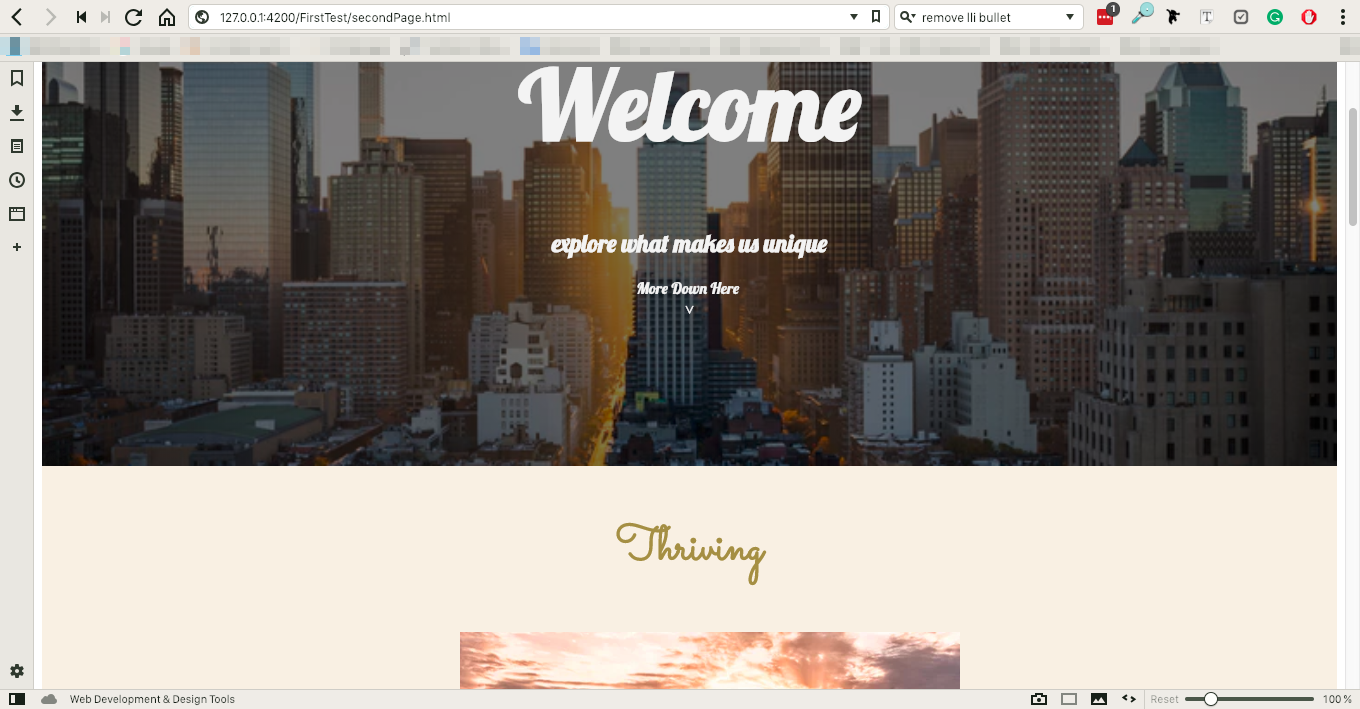 127.0.0.1:4200/FirstTest/secondPage.html
remove lli bullet
1
Welcome
explore what makes us unique
More Down Here
v
Thriving
Web Development & Design Tools
Reset
100 %